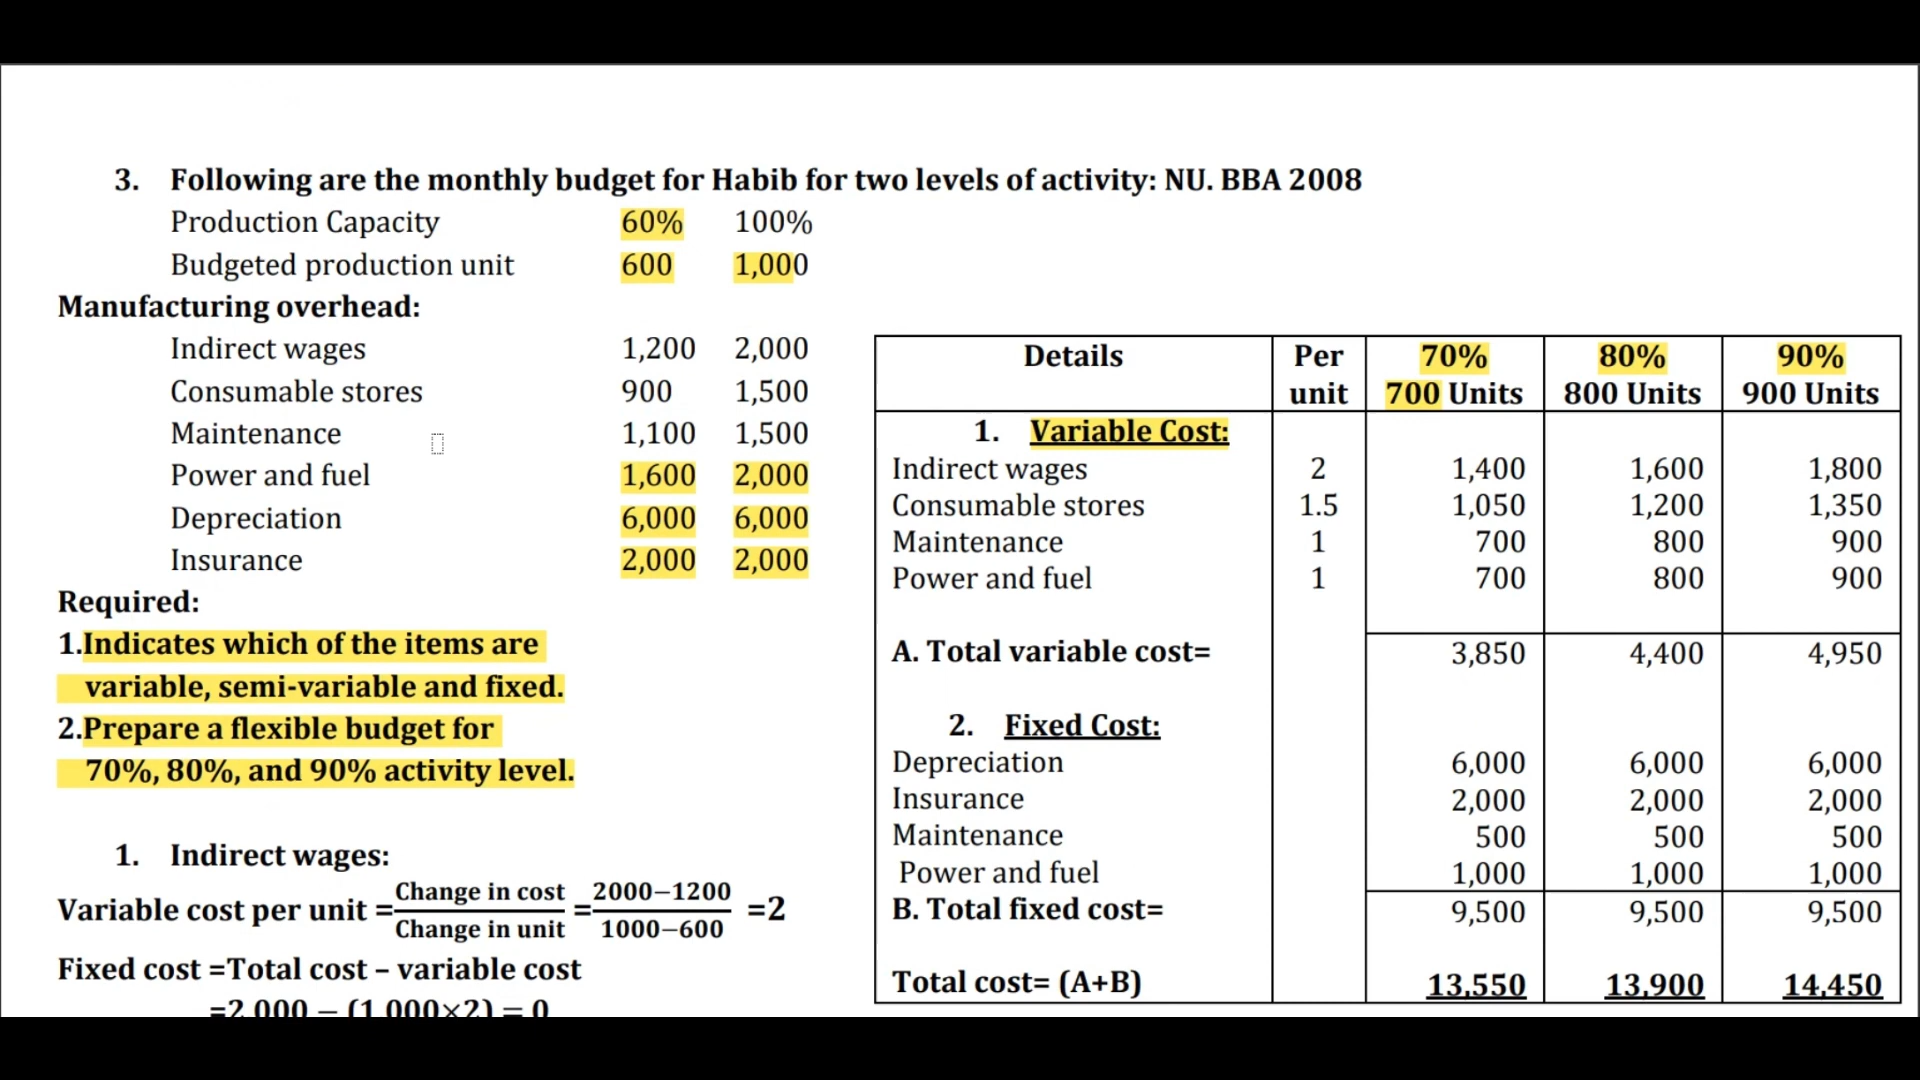 3. Following are the monthly budget for Habib for two levels of activity: NU. BBA 2008
Production Capacity 60% 100%
Budgeted production unit 600 1,000
Manufacturing overhead:
Indirect wages 1,200 2,000
Consumable stores 900 1,500
Maintenance 1,100 1,500
Power and fuel 1,600 2,000
Depreciation 6,000 6,000
Insurance 2,000 2,000
Required:
1.Indicates which of the items are
variable, semi-variable and fixed.
2.Prepare a flexible budget for
70%, 80%, and 90% activity level.
1. Indirect wages:
Variable cost per unit = Change in cost / Change in unit = 2000−1200 / 1000−600 =2
Fixed cost =Total cost – variable cost
=2,000 − (1,000×2) = 0
Details Per unit 70% 700 Units 80% 800 Units 90% 900 Units
1. Variable Cost:
Indirect wages 2 1,400 1,600 1,800
Consumable stores 1.5 1,050 1,200 1,350
Maintenance 1 700 800 900
Power and fuel 1 700 800 900
A. Total variable cost= 3,850 4,400 4,950
2. Fixed Cost:
Depreciation 6,000 6,000 6,000
Insurance 2,000 2,000 2,000
Maintenance 500 500 500
Power and fuel 1,000 1,000 1,000
B. Total fixed cost= 9,500 9,500 9,500
Total cost= (A+B) 13,550 13,900 14,450